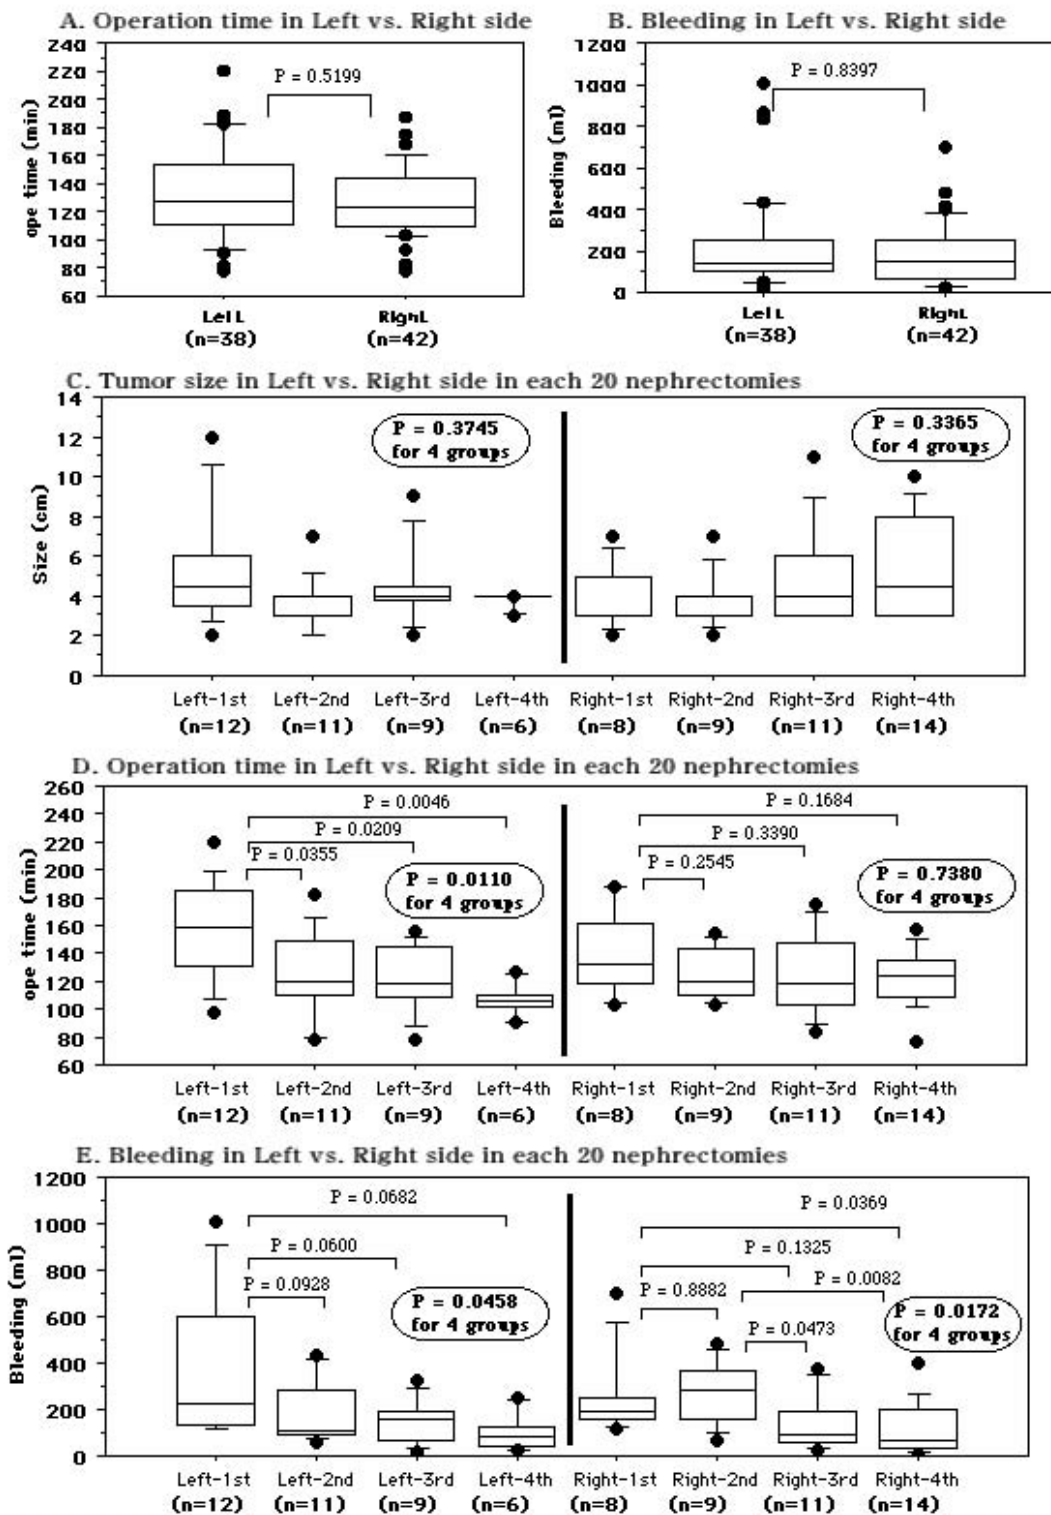 A. Operation time in Left vs. Right side
240
220
200
180
160
140
120
100
80
60
ope time (min)
P = 0.5199
Left
(n=38)
Right
(n=42)
B. Bleeding in Left vs. Right side
1200
1000
800
600
400
200
0
Bleeding (ml)
P = 0.8397
Left
(n=38)
Right
(n=42)
C. Tumor size in Left vs. Right side in each 20 nephrectomies
14
12
10
8
6
4
2
0
Size (cm)
P = 0.3745
for 4 groups
P = 0.3365
for 4 groups
Left-1st Left-2nd Left-3rd Left-4th Right-1st Right-2nd Right-3rd Right-4th
(n=12) (n=11) (n=9) (n=6) (n=8) (n=9) (n=11) (n=14)
D. Operation time in Left vs. Right side in each 20 nephrectomies
260
240
220
200
180
160
140
120
100
80
60
ope time (min)
P = 0.0046
P = 0.0209
P = 0.0355
P = 0.0110
for 4 groups
P = 0.1684
P = 0.3390
P = 0.2545
P = 0.7380
for 4 groups
Left-1st Left-2nd Left-3rd Left-4th Right-1st Right-2nd Right-3rd Right-4th
(n=12) (n=11) (n=9) (n=6) (n=8) (n=9) (n=11) (n=14)
E. Bleeding in Left vs. Right side in each 20 nephrectomies
1200
1000
800
600
400
200
0
Bleeding (ml)
P = 0.0682
P = 0.0600
P = 0.0928
P = 0.0458
for 4 groups
P = 0.0369
P = 0.1325
P = 0.0082
P = 0.8882
P = 0.0473
P = 0.0172
for 4 groups
Left-1st Left-2nd Left-3rd Left-4th Right-1st Right-2nd Right-3rd Right-4th
(n=12) (n=11) (n=9) (n=6) (n=8) (n=9) (n=11) (n=14)